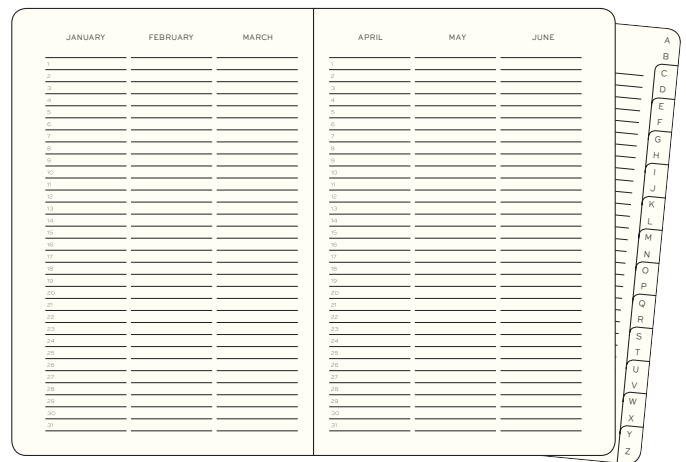 JANUARY FEBRUARY MARCH APRIL MAY JUNE
1 1
2 2
3 3
4 4
5 5
6 6
7 7
8 8
9 9
10 10
11 11
12 12
13 13
14 14
15 15
16 16
17 17
18 18
19 19
20 20
21 21
22 22
23 23
24 24
25 25
26 26
27 27
28 28
29 29
30 30
31 31
A
B
C
D
E
F
G
H
I
J
K
L
M
N
O
P
Q
R
S
T
U
V
W
X
Y
Z